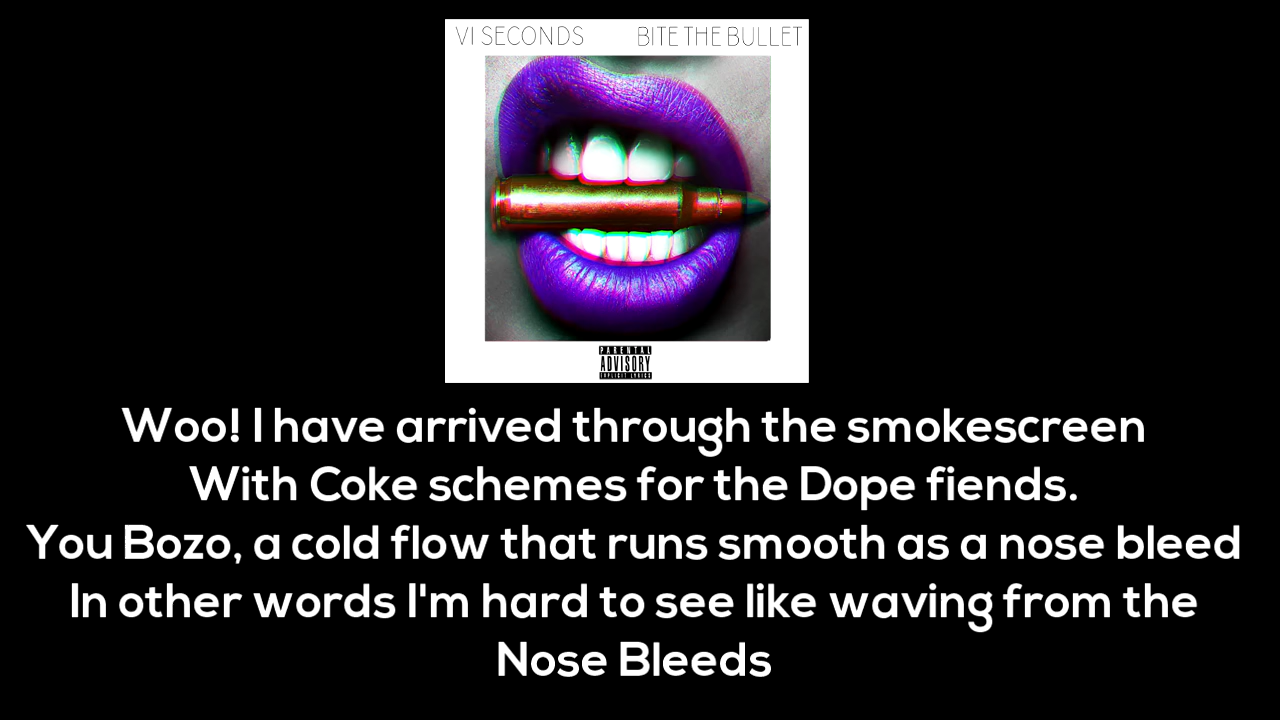 VI SECONDS BITE THE BULLET
PARENTAL
ADVISORY
EXPLICIT LYRICS
Woo! I have arrived through the smokescreen
With Coke schemes for the Dope fiends.
You Bozo, a cold flow that runs smooth as a nose bleed
In other words I'm hard to see like waving from the
Nose Bleeds